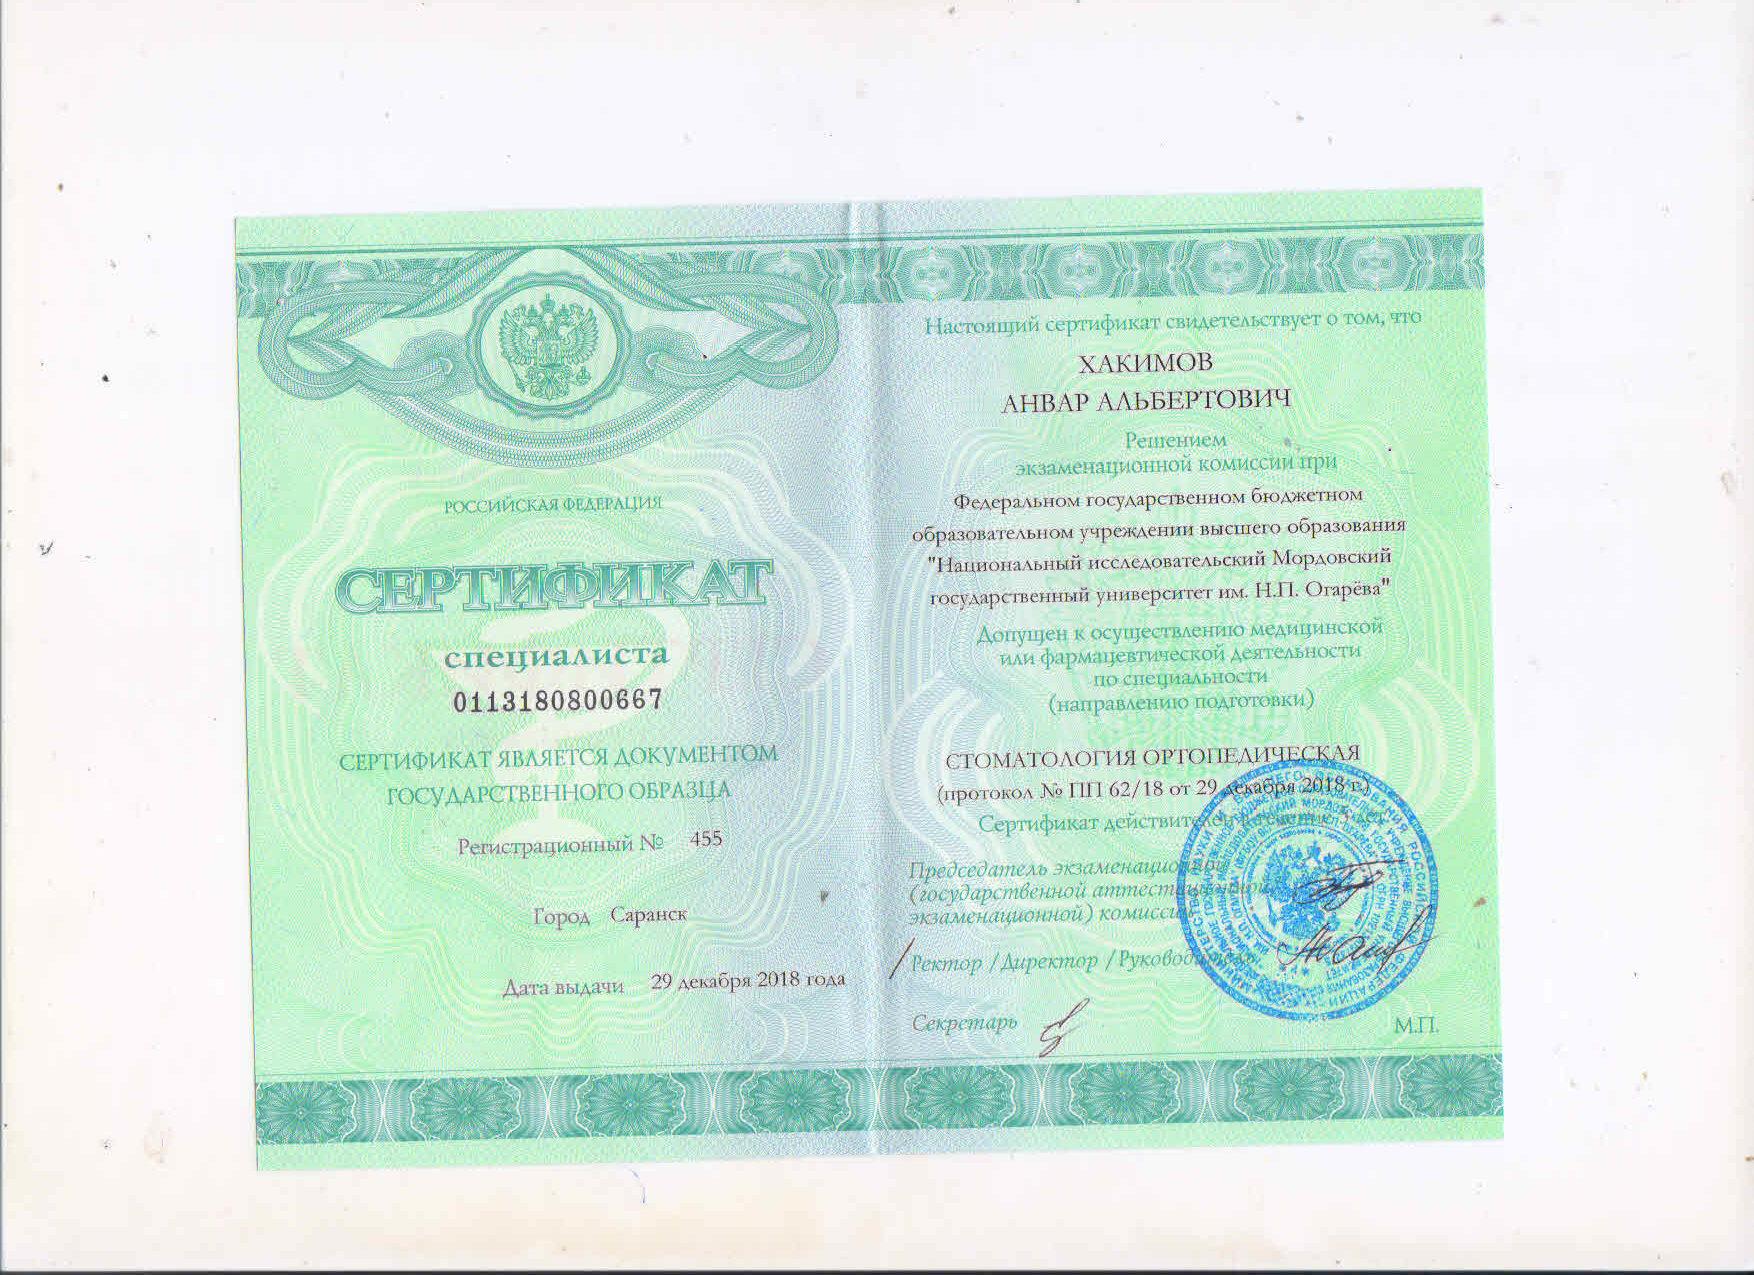 РОССИЙСКАЯ ФЕДЕРАЦИЯ
СЕРТИФИКАТ
специалиста
0113180800667
СЕРТИФИКАТ ЯВЛЯЕТСЯ ДОКУМЕНТОМ
ГОСУДАРСТВЕННОГО ОБРАЗЦА
Регистрационный № 455
Город Саранск
Дата выдачи 29 декабря 2018 года
Настоящий сертификат свидетельствует о том, что
ХАКИМОВ
АНВАР АЛЬБЕРТОВИЧ
Решением
экзаменационной комиссии при
Федеральном государственном бюджетном
образовательном учреждении высшего образования
"Национальный исследовательский Мордовский
государственный университет им. Н.П. Огарёва"
Допущен к осуществлению медицинской
или фармацевтической деятельности
по специальности
(направлению подготовки)
СТОМАТОЛОГИЯ ОРТОПЕДИЧЕСКАЯ
(протокол № ПП 62/18 от 29 декабря 2018 г.)
Сертификат действителен в течение 5 лет
Председатель экзаменационной
(государственной аттестационной,
экзаменационной) комиссии
Ректор /Директор /Руководитель
Секретарь
М.П.